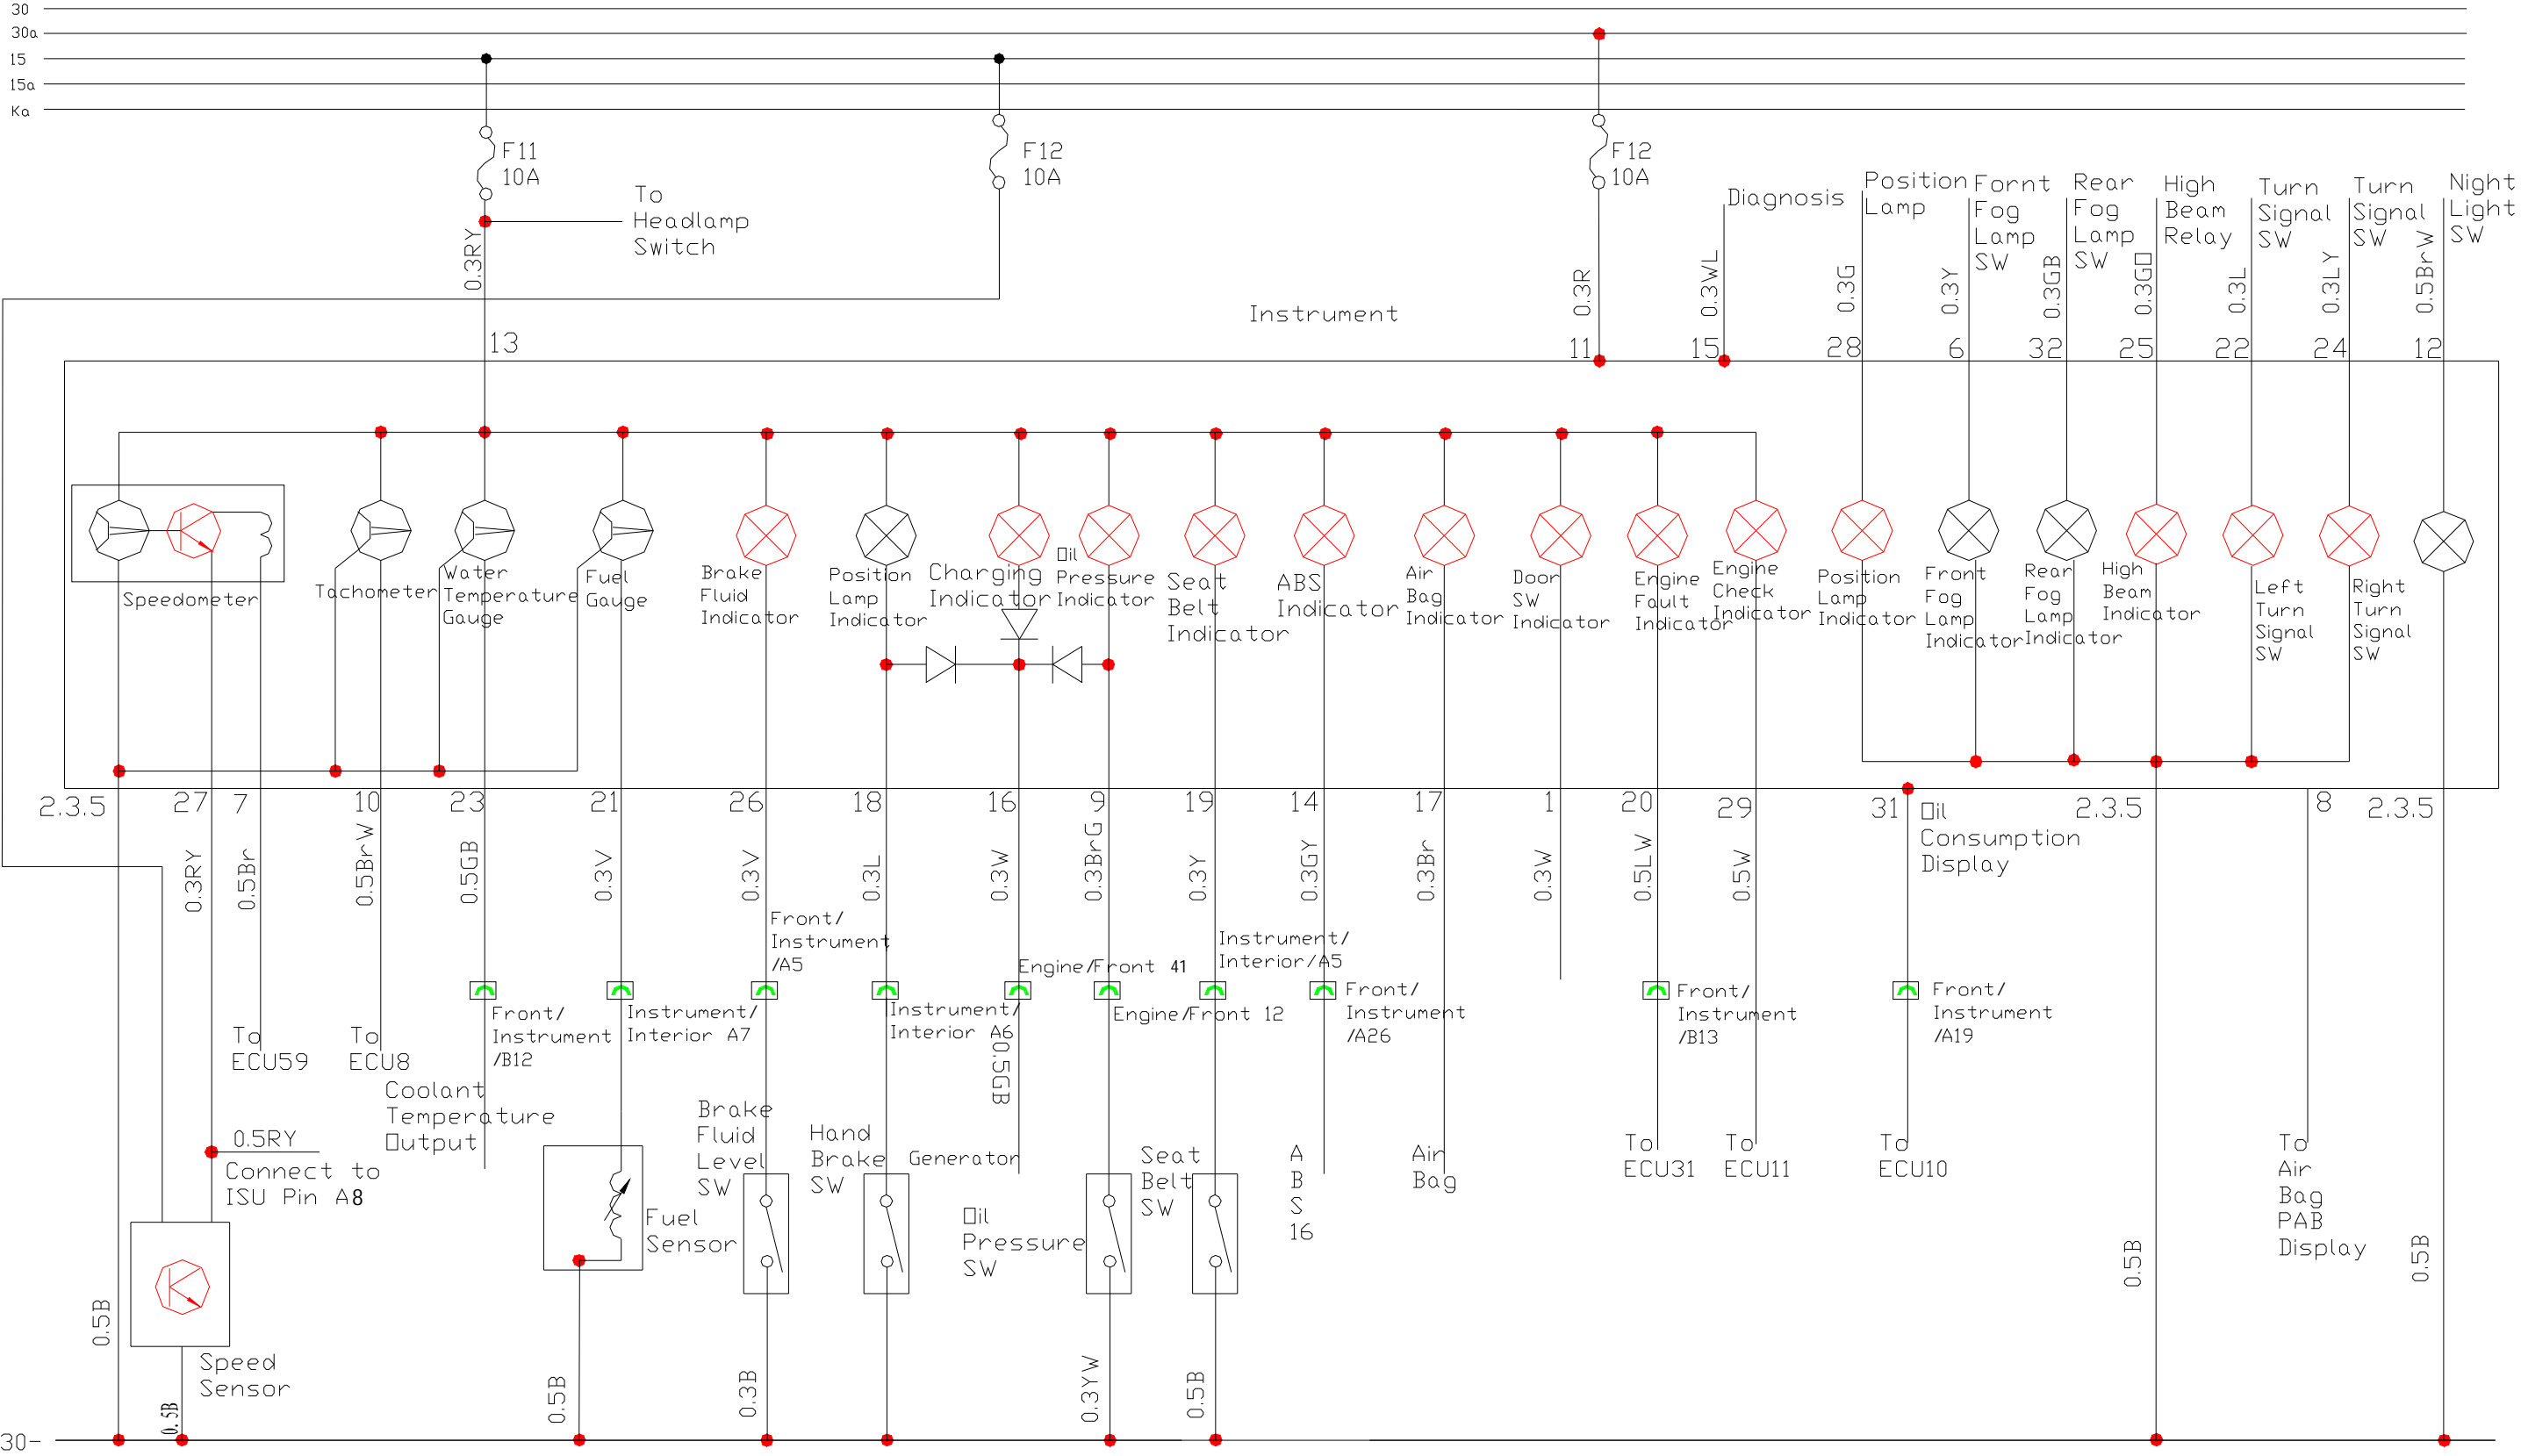 30
30a
15
15a
Ka
F11
10A
F12
10A
F12
10A
To
Headlamp
Switch
0.3RY
Instrument
0.3R
Diagnosis
0.3WL
Position
Lamp
0.3G
Fornt
Fog
Lamp
SW
0.3Y
Rear
Fog
Lamp
SW
0.3GB
High
Beam
Relay
0.3GO
Turn
Signal
SW
0.3L
Turn
Signal
SW
0.3LY
Night
Light
SW
0.5BrW
13
11
15
28
6
32
25
22
24
12
Speedometer
Tachometer
Water
Temperature
Gauge
Fuel
Gauge
Brake
Fluid
Indicator
Position
Lamp
Indicator
Charging
Indicator
Oil
Pressure
Indicator
Seat
Belt
Indicator
ABS
Indicator
Air
Bag
Indicator
Door
SW
Indicator
Engine
Fault
Indicator
Engine
Check
Indicator
Position
Lamp
Indicator
Front
Fog
Lamp
Indicator
Rear
Fog
Lamp
Indicator
High
Beam
Indicator
Left
Turn
Signal
SW
Right
Turn
Signal
SW
2.3.5
27
7
10
23
21
26
18
16
9
19
14
17
1
20
29
31
2.3.5
8
2.3.5
Oil
Consumption
Display
0.3RY
0.5Br
0.5BrW
0.5GB
0.3V
0.3V
0.3L
0.3W
0.3BrG
0.3Y
0.3GY
0.3Br
0.3W
0.5LW
0.5W
Front/
Instrument
/A5
Instrument/
Interior/A5
Engine/Front 41
Front/
Instrument
/B12
Instrument/
Interior A7
Instrument/
Interior A6
Engine/Front 12
Front/
Instrument
/A26
Front/
Instrument
/B13
Front/
Instrument
/A19
To
ECU59
To
ECU8
0.5GB
Coolant
Temperature
Output
0.5RY
Connect to
ISU Pin A8
Brake
Fluid
Level
SW
Hand
Brake
SW
Generator
Oil
Pressure
SW
Seat
Belt
SW
A
B
S
16
Air
Bag
To
ECU31
To
ECU11
To
ECU10
To
Air
Bag
PAB
Display
Fuel
Sensor
Speed
Sensor
0.5B
0.5B
0.5B
0.3B
0.3YW
0.5B
0.5B
0.5B
30-